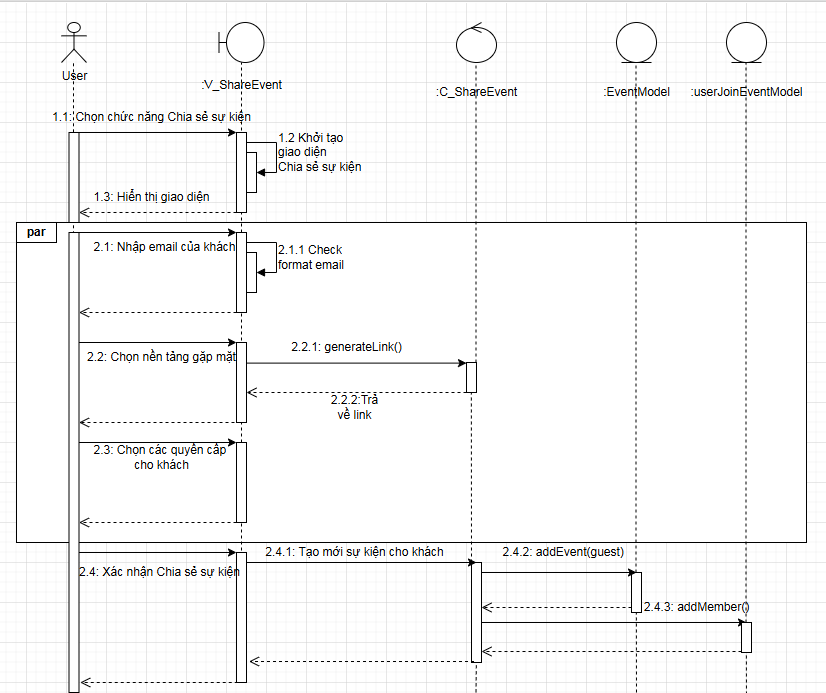 User
:V_ShareEvent
:C_ShareEvent
:EventModel
:userJoinEventModel
1.1: Chọn chức năng Chia sẻ sự kiện
1.2 Khởi tạo
giao diện
Chia sẻ sự kiện
1.3: Hiển thị giao diện
par
2.1: Nhập email của khách
2.1.1 Check
format email
2.2: Chọn nền tảng gặp mặt
2.2.1: generateLink()
2.2.2:Trả
về link
2.3: Chọn các quyền cấp
cho khách
2.4: Xác nhận Chia sẻ sự kiện
2.4.1: Tạo mới sự kiện cho khách
2.4.2: addEvent(guest)
2.4.3: addMember()